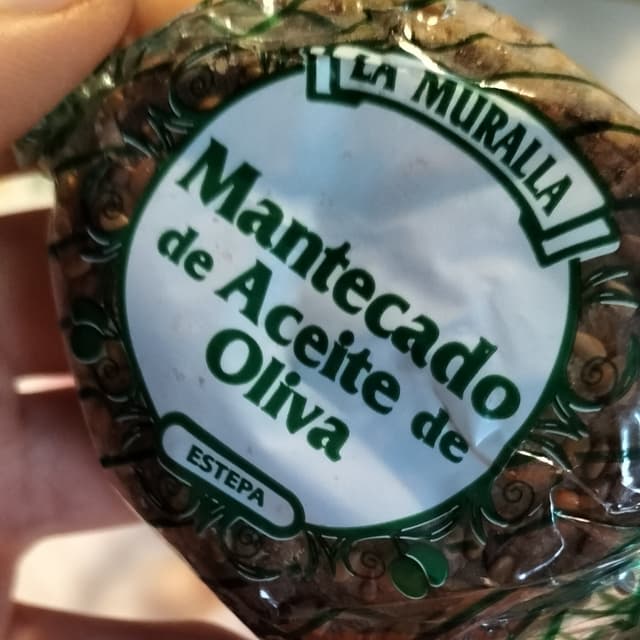 LA MURALLA
Mantecado
de Aceite de
Oliva
ESTEPA